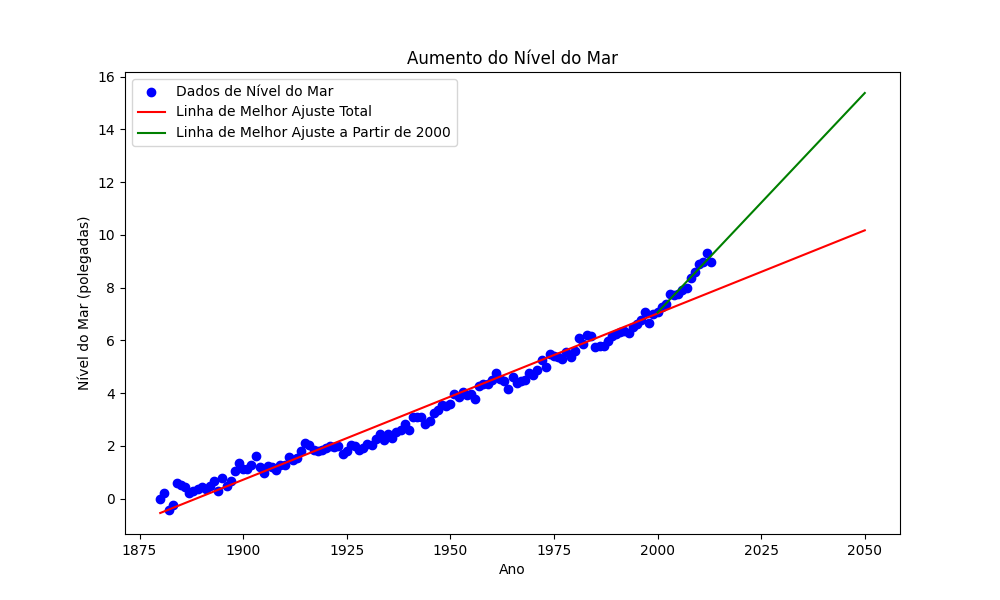 Aumento do Nível do Mar
Dados de Nível do Mar
Linha de Melhor Ajuste Total
Linha de Melhor Ajuste a Partir de 2000
Nível do Mar (polegadas)
16
14
12
10
8
6
4
2
0
1875
1900
1925
1950
1975
2000
2025
2050
Ano